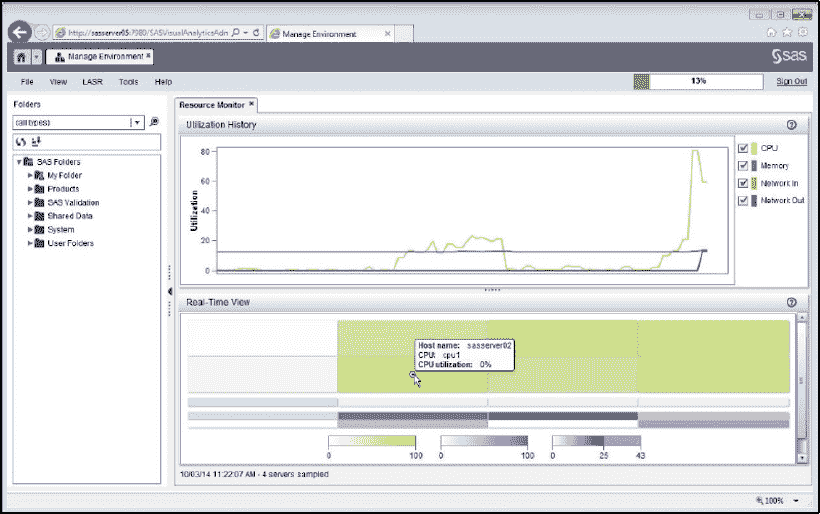 http://sasserver05:7980/SASVisualAnalyticsAdn
Manage Environment
Manage Environment
sas
File View LASR Tools Help
13%
Sign Out
Folders
Resource Monitor
(all types)
Utilization History
SAS Folders
My Folder
Products
SAS Validation
Shared Data
System
User Folders
Utilization
80
60
40
20
0
CPU
Memory
Network In
Network Out
Real-Time View
Host name: sasserver02
CPU: cpu1
CPU utilization: 0%
0 100 0 100 0 25 43
10/03/14 11:22:07 AM - 4 servers sampled
100%